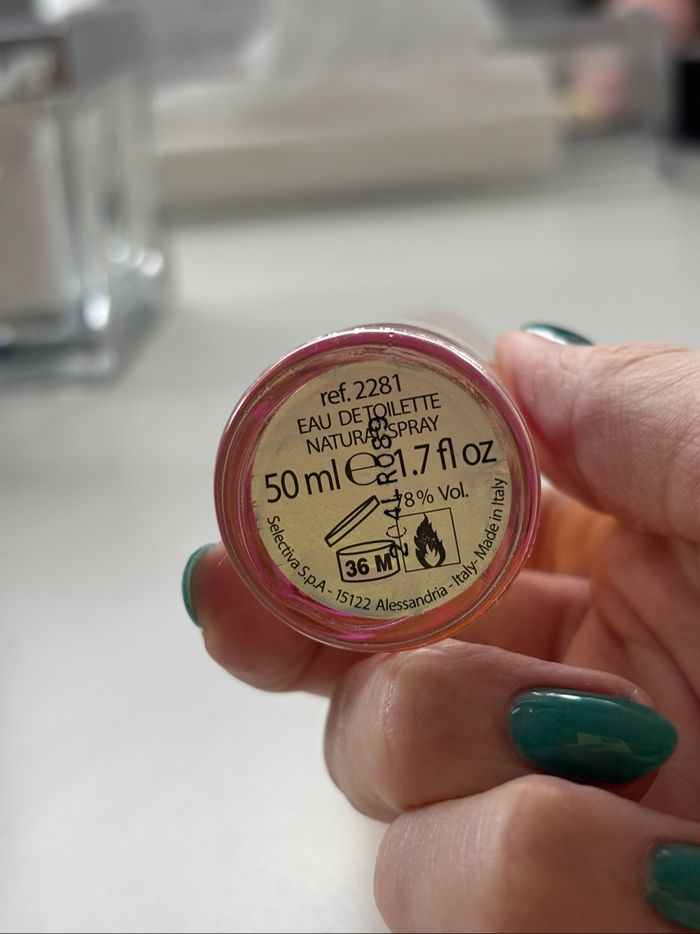 ref. 2281
EAU DE TOILETTE
NATURAL SPRAY
50 ml ℮ 1.7 fl oz
78% Vol.
36 M
Selectiva S.p.A - 15122 Alessandria - Italy - Made in Italy